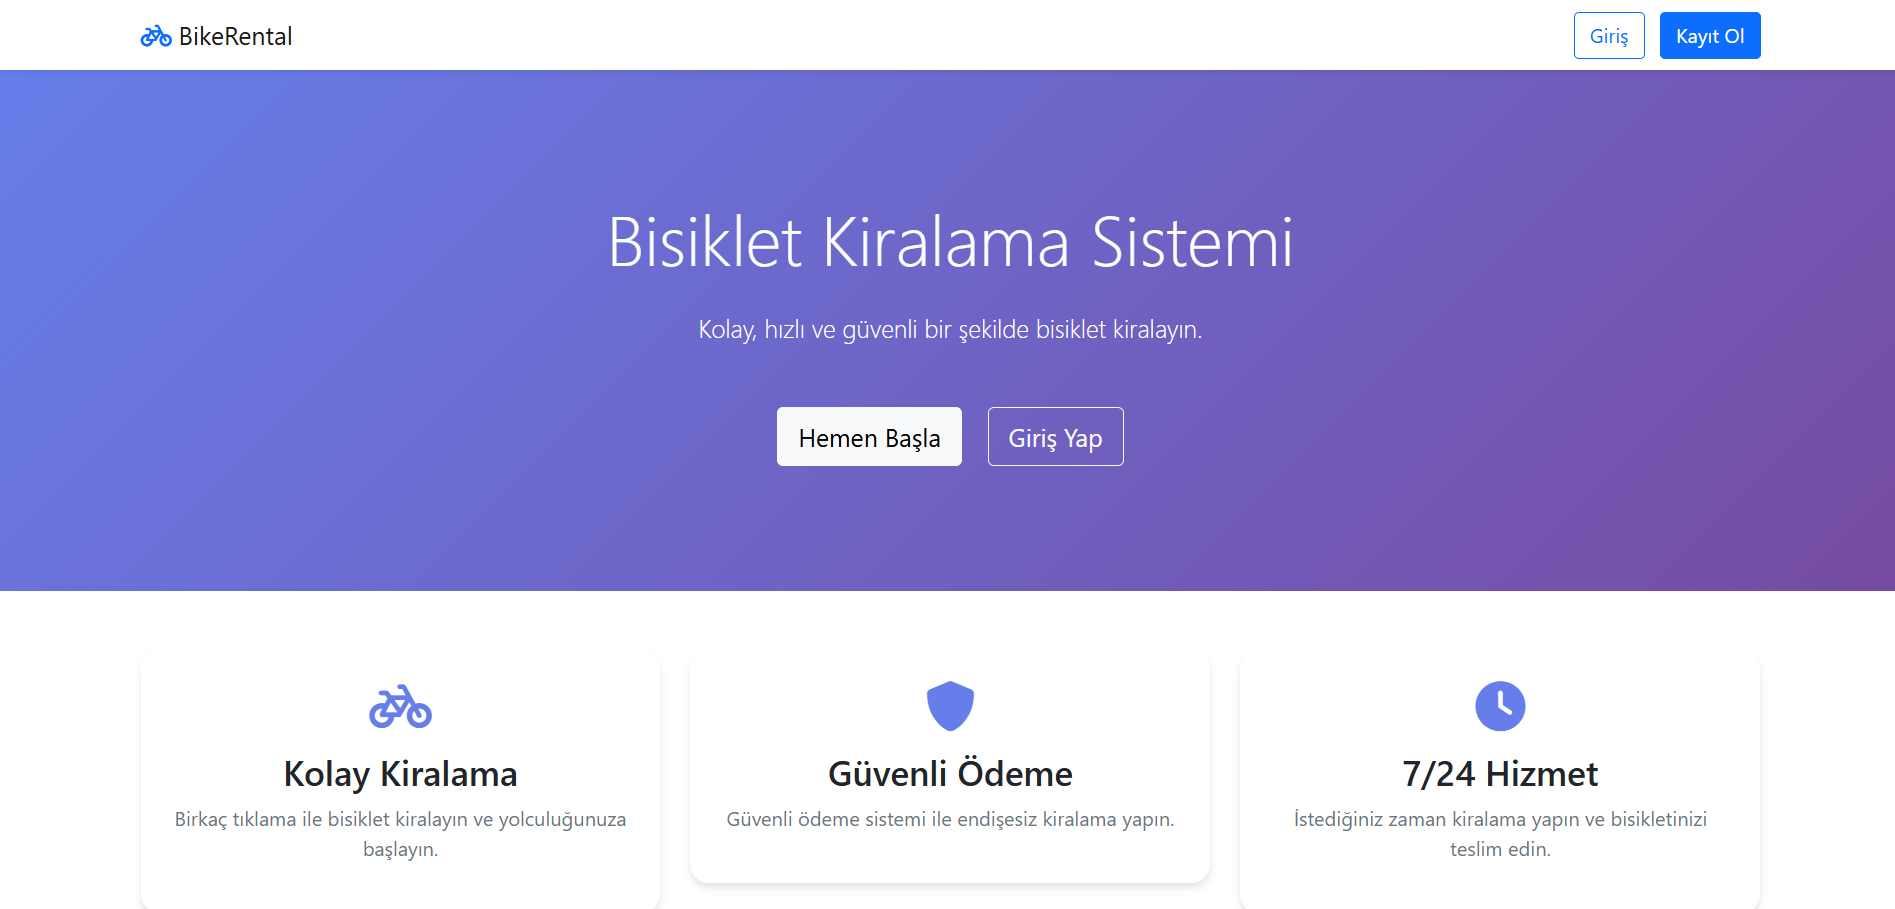 BikeRental
Giriş
Kayıt Ol
Bisiklet Kiralama Sistemi
Kolay, hızlı ve güvenli bir şekilde bisiklet kiralayın.
Hemen Başla
Giriş Yap
Kolay Kiralama
Birkaç tıklama ile bisiklet kiralayın ve yolculuğunuza
başlayın.
Güvenli Ödeme
Güvenli ödeme sistemi ile endişesiz kiralama yapın.
7/24 Hizmet
İstediğiniz zaman kiralama yapın ve bisikletinizi
teslim edin.